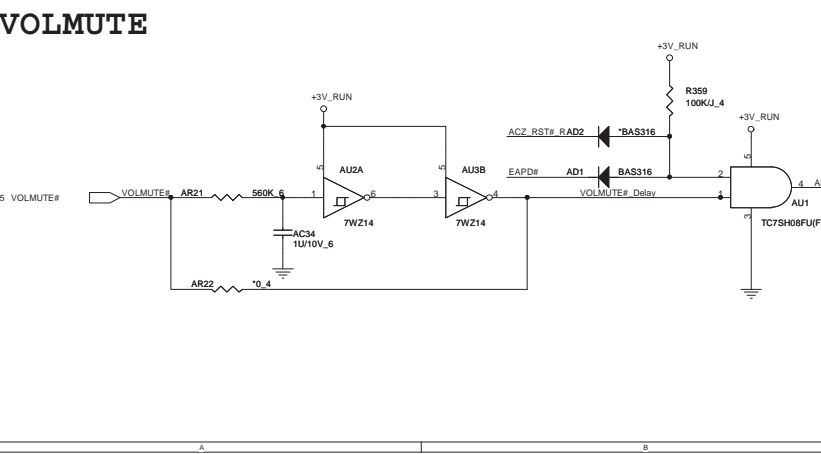 VOLMUTE
+3V_RUN
R359
100K/J_4
+3V_RUN
+3V_RUN
ACZ_RST#_R AD2 *BAS316
5
AU2A
5
AU3B
5
EAPD# AD1 BAS316
2
4
5 VOLMUTE#
VOLMUTE# AR21 560K_6
1
6
3
4
VOLMUTE#_Delay
1
AU1
7WZ14
7WZ14
3
TC7SH08FU(F
AC34
1U/10V_6
AR22 *0_4
A
B